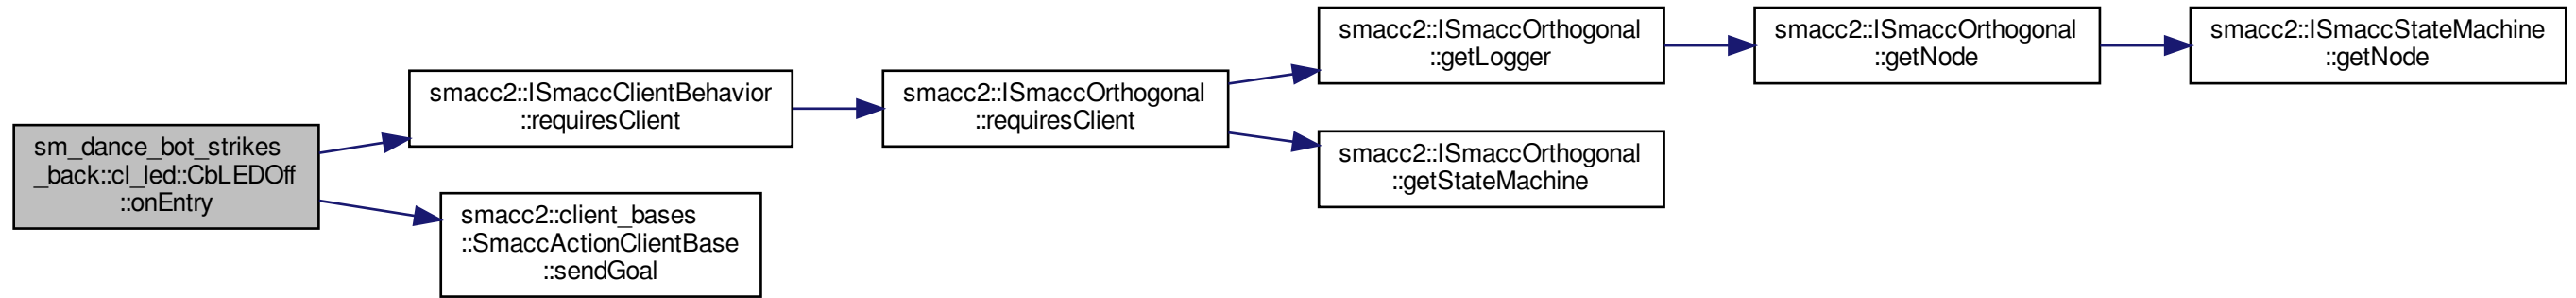 sm_dance_bot_strikes
_back::cl_led::CbLEDOff
::onEntry
smacc2::ISmaccClientBehavior
::requiresClient
smacc2::ISmaccOrthogonal
::requiresClient
smacc2::ISmaccOrthogonal
::getLogger
smacc2::ISmaccOrthogonal
::getNode
smacc2::ISmaccStateMachine
::getNode
smacc2::ISmaccOrthogonal
::getStateMachine
smacc2::client_bases
::SmaccActionClientBase
::sendGoal